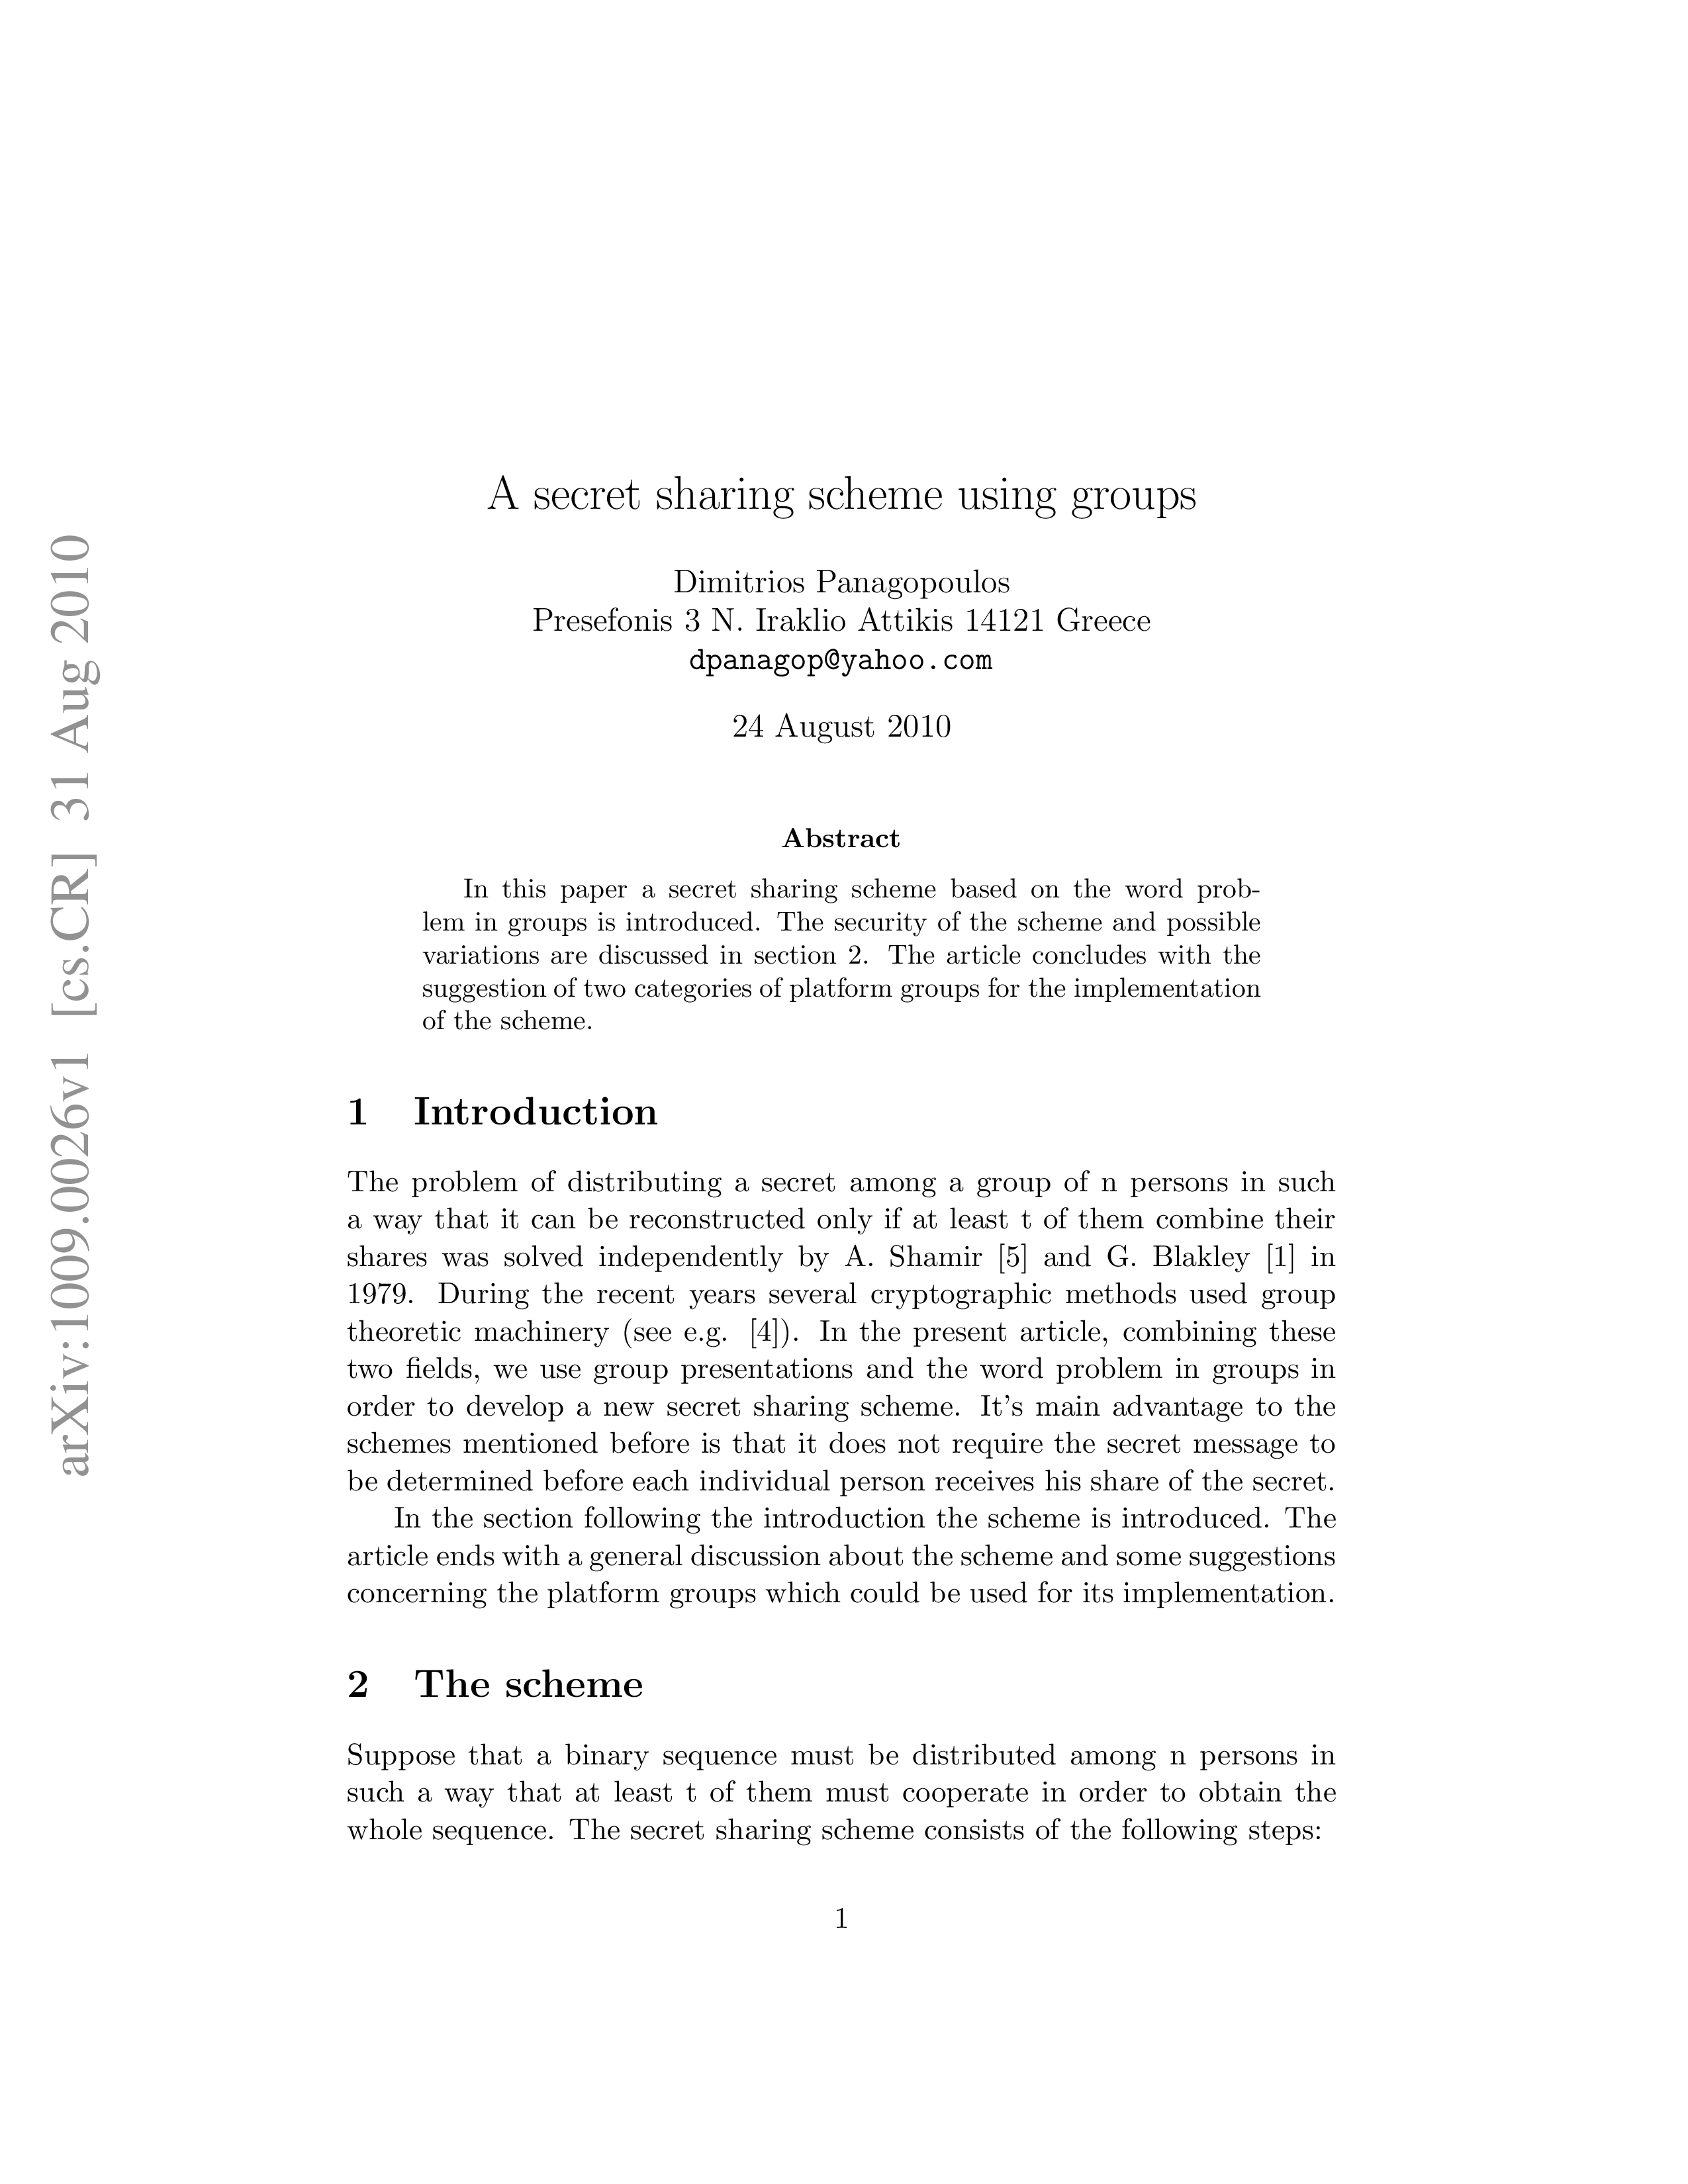 arXiv:1009.0026v1 [cs.CR] 31 Aug 2010
A secret sharing scheme using groups
Dimitrios Panagopoulos
Presefonis 3 N. Iraklio Attikis 14121 Greece
dpanagop@yahoo.com
24 August 2010
Abstract
In this paper a secret sharing scheme based on the word prob-
lem in groups is introduced. The security of the scheme and possible
variations are discussed in section 2. The article concludes with the
suggestion of two categories of platform groups for the implementation
of the scheme.
1 Introduction
The problem of distributing a secret among a group of n persons in such
a way that it can be reconstructed only if at least t of them combine their
shares was solved independently by A. Shamir [5] and G. Blakley [1] in
1979. During the recent years several cryptographic methods used group
theoretic machinery (see e.g. [4]). In the present article, combining these
two fields, we use group presentations and the word problem in groups in
order to develop a new secret sharing scheme. It's main advantage to the
schemes mentioned before is that it does not require the secret message to
be determined before each individual person receives his share of the secret.
In the section following the introduction the scheme is introduced. The
article ends with a general discussion about the scheme and some suggestions
concerning the platform groups which could be used for its implementation.
2 The scheme
Suppose that a binary sequence must be distributed among n persons in
such a way that at least t of them must cooperate in order to obtain the
whole sequence. The secret sharing scheme consists of the following steps:
1